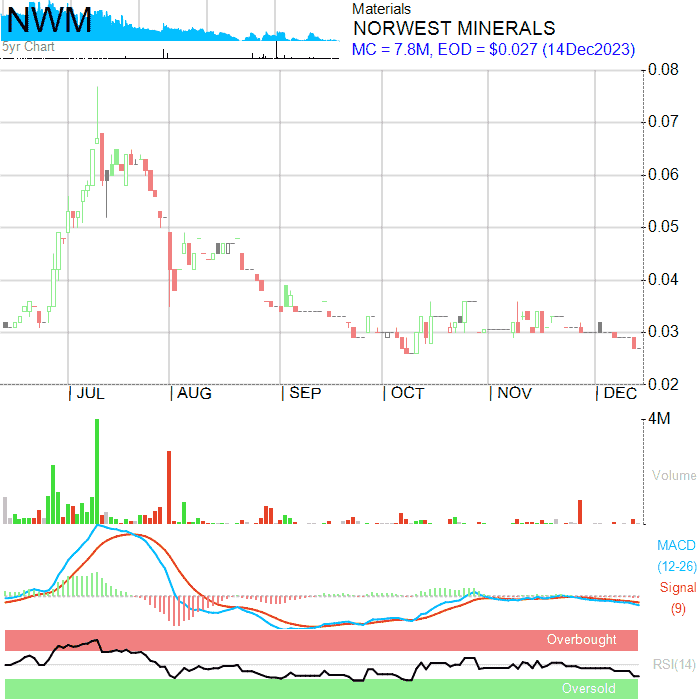 NWM
5yr Chart
Materials
NORWEST MINERALS
MC = 7.8M, EOD = $0.027 (14Dec2023)
0.08
0.07
0.06
0.05
0.04
0.03
0.02
JUL AUG SEP OCT NOV DEC
4M
Volume
MACD
(12-26)
Signal
(9)
Overbought
RSI(14)
Oversold